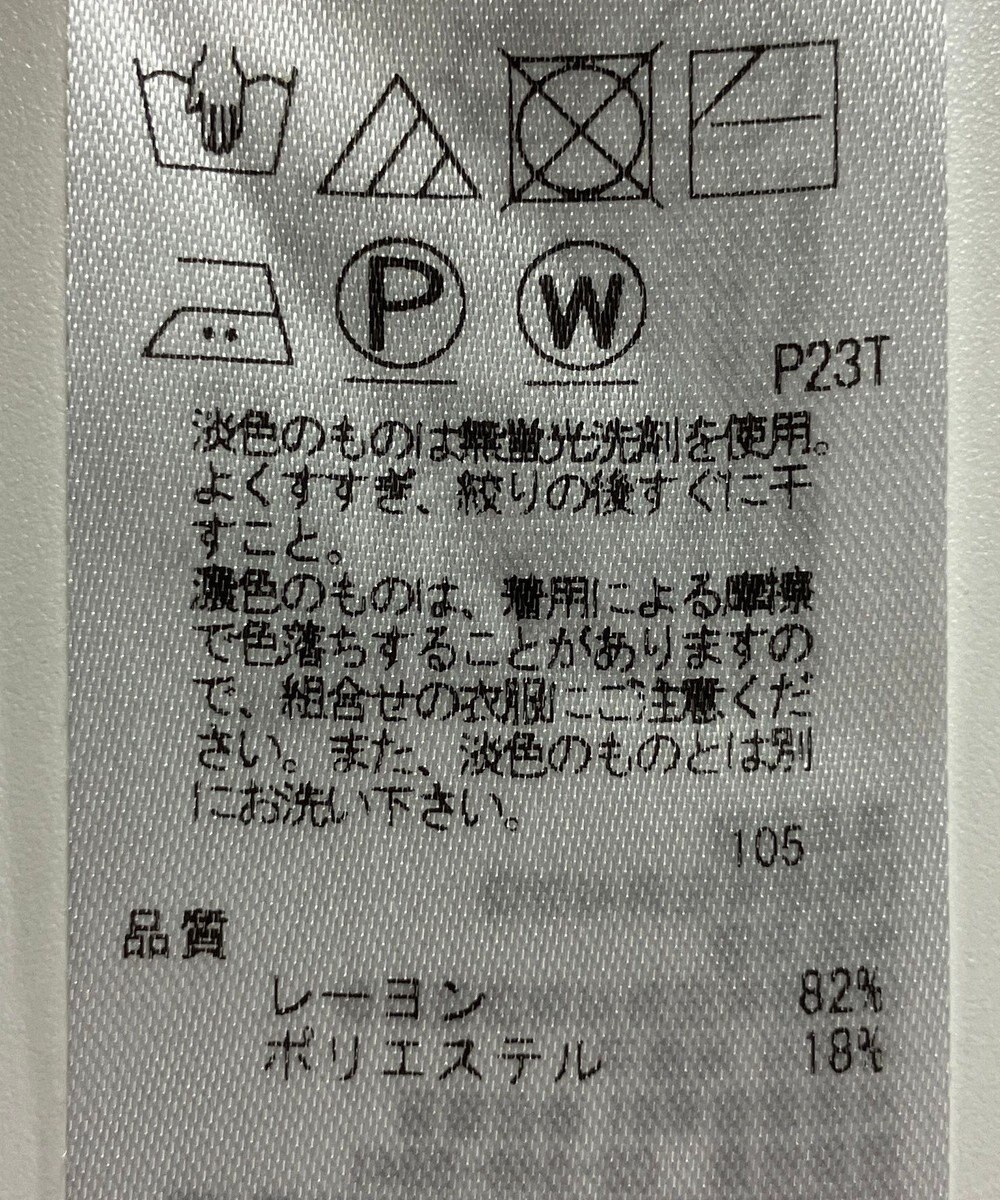 P
W
P23T
淡色のものは無蛍光洗剤を使用。
よくすすぎ、絞りの後すぐに干
すこと。
濃色のものは、着用による摩擦
で色落ちすることがありますの
で、組合せの衣服にご注意くだ
さい。また、淡色のものとは別
にお洗い下さい。
105
品質
レーヨン 82%
ポリエステル 18%